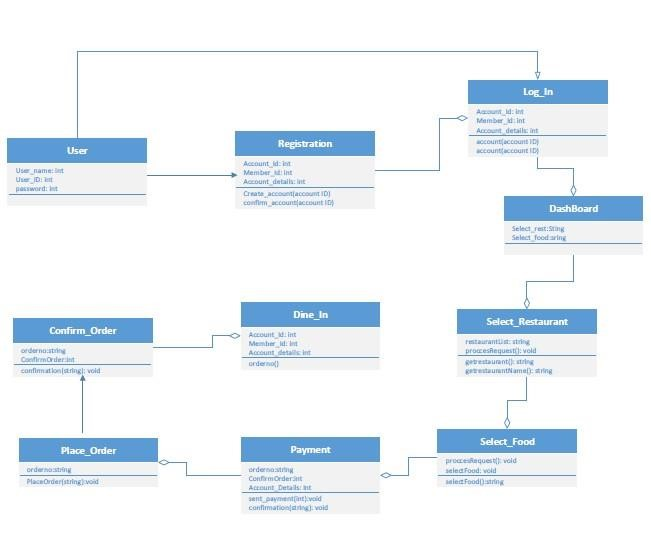 Log_In
Account_Id: int
Member_Id: int
Account_details: int
account(account ID)
account(account ID)
User
User_name: int
User_ID: int
password: int
Registration
Account_Id: int
Member_Id: int
Account_details: int
Create_account(account ID)
confirm_account(account ID)
DashBoard
Select_rest:Sting
Select_food:sring
Confirm_Order
orderno:string
ConfirmOrder:int
confirmation(string): void
Dine_In
Account_Id: int
Member_Id: int
Account_details: int
orderno()
Select_Restaurant
restaurantList: string
proccesRequest(): void
getrestaurant(): string
getrestaurantName(): string
Place_Order
orderno:string
PlaceOrder(string):void
Payment
orderno:string
ConfirmOrder:int
Account_Details: int
sent_payment(int):void
confirmation(string): void
Select_Food
proccesRequest(): void
selectFood: void
selectFood():string